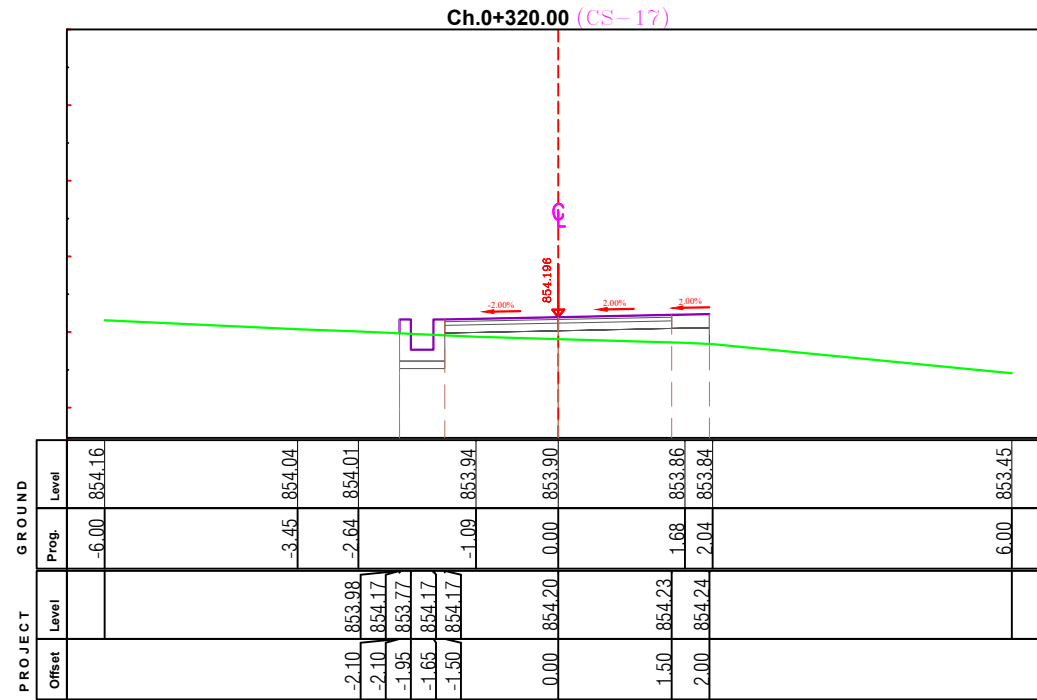 Ch.0+320.00 (CS-17)
℄
854.196
-2.00%
2.00%
2.00%
GROUND
Level
854.16 854.04 854.01 853.94 853.90 853.86 853.84 853.45
Prog.
-6.00 -3.45 -2.64 -1.09 0.00 1.68 2.04 6.00
PROJECT
Level
853.98 854.17 853.77 854.17 854.17 854.20 854.23 854.24
Offset
-2.10 -2.10 -1.95 -1.65 -1.50 0.00 1.50 2.00